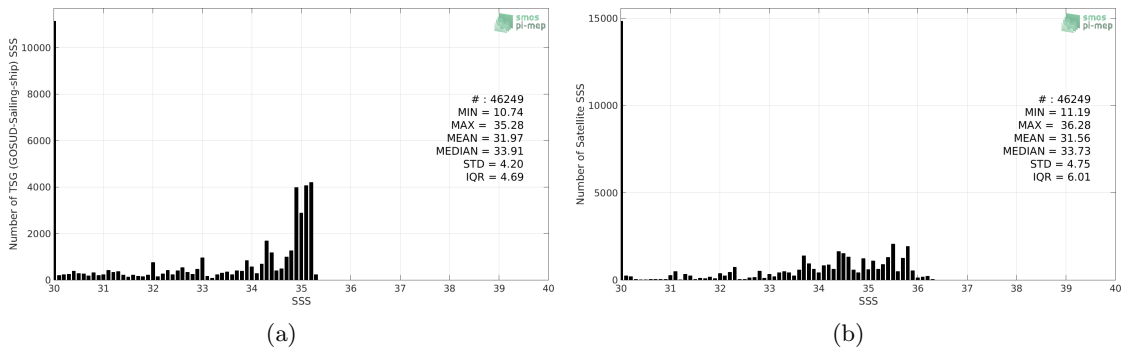 smos
pi-mep
10000
8000
6000
4000
2000
0
Number of TSG (GOSUD-Sailing-ship) SSS
# : 46249
MIN = 10.74
MAX = 35.28
MEAN = 31.97
MEDIAN = 33.91
STD = 4.20
IQR = 4.69
30 31 32 33 34 35 36 37 38 39 40
SSS
(a)
smos
pi-mep
15000
10000
5000
0
Number of Satellite SSS
# : 46249
MIN = 11.19
MAX = 36.28
MEAN = 31.56
MEDIAN = 33.73
STD = 4.75
IQR = 6.01
30 31 32 33 34 35 36 37 38 39 40
SSS
(b)